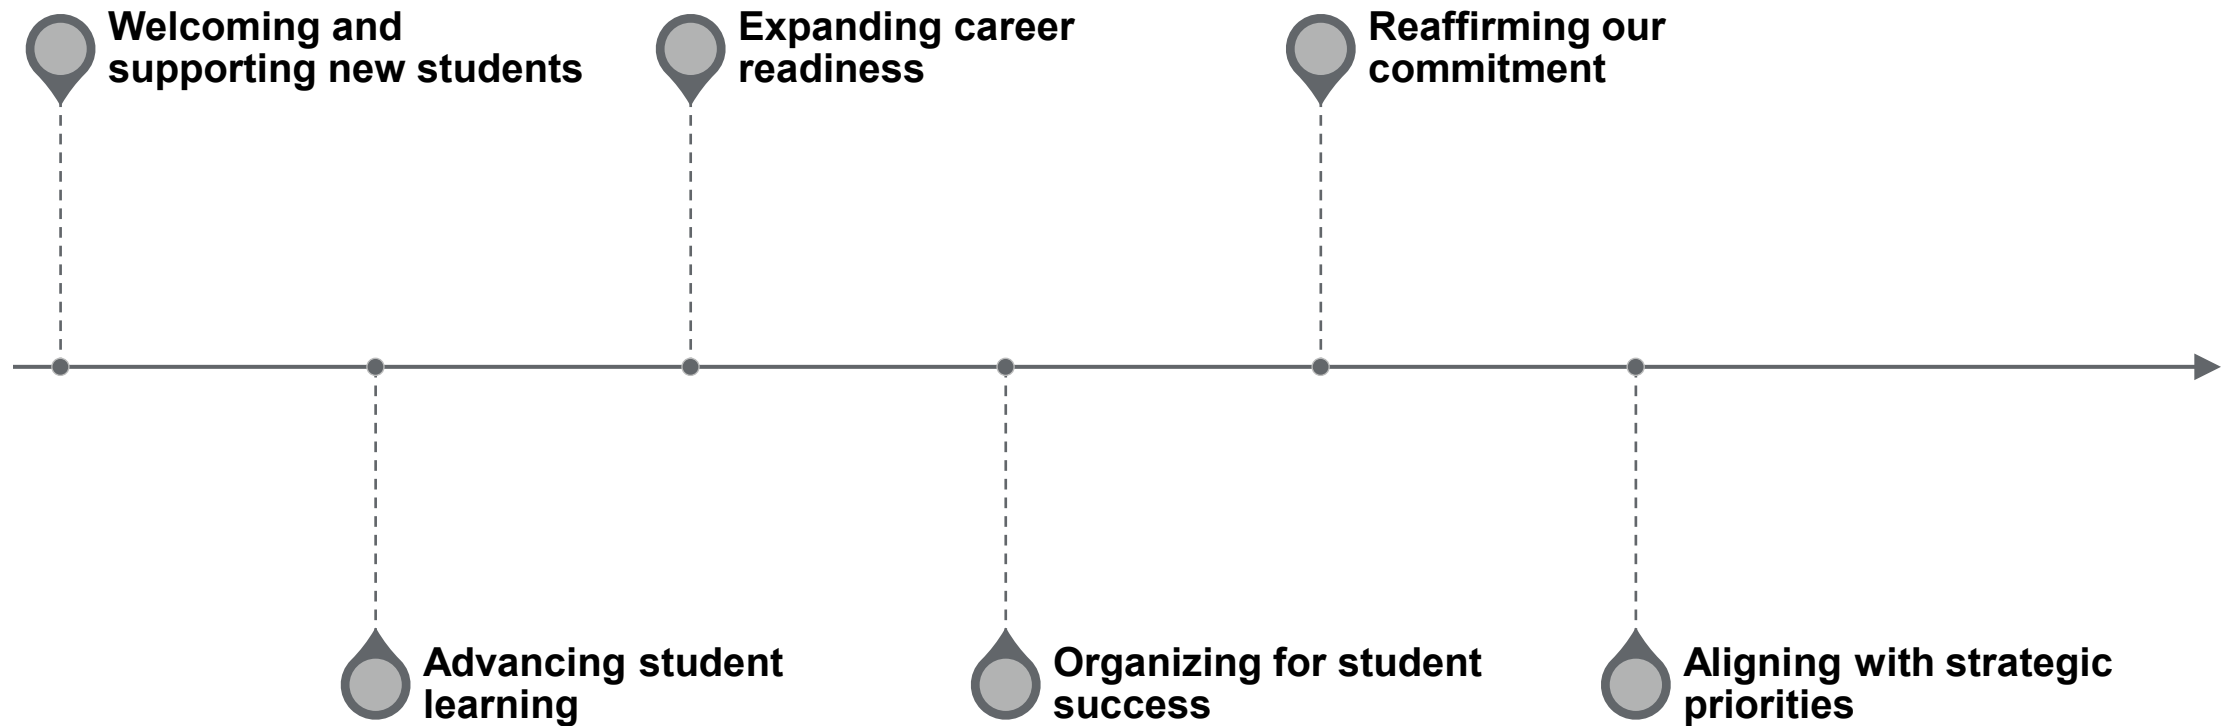 Welcoming and
supporting new students
Expanding career
readiness
Reaffirming our
commitment
Advancing student
learning
Organizing for student
success
Aligning with strategic
priorities